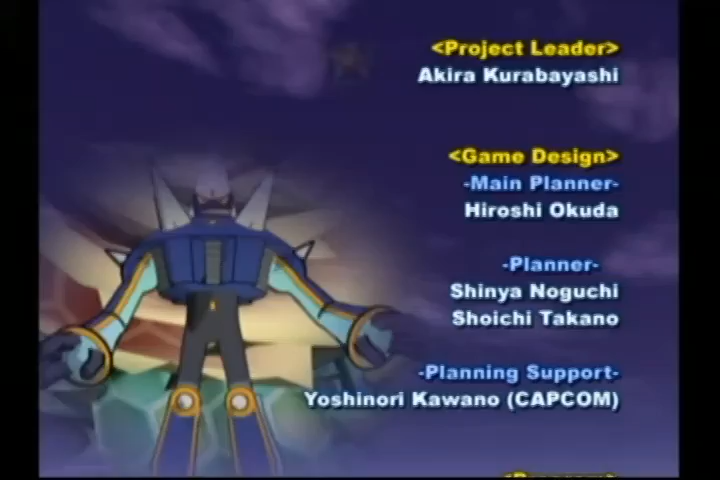 <Project Leader>
Akira Kurabayashi
<Game Design>
-Main Planner-
Hiroshi Okuda
-Planner-
Shinya Noguchi
Shoichi Takano
-Planning Support-
Yoshinori Kawano (CAPCOM)